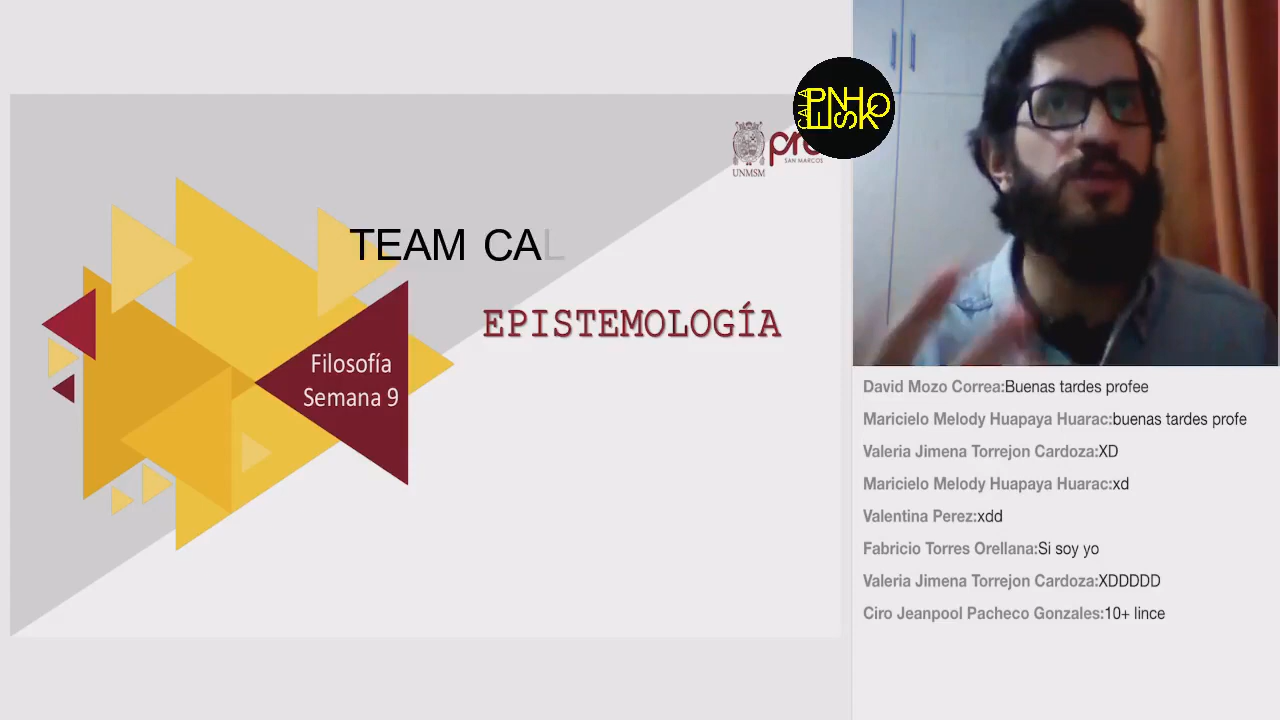 UNMSM
SAN MARCOS
TEAM CAL
EPISTEMOLOGÍA
Filosofía
Semana 9
David Mozo Correa:Buenas tardes profee
Maricielo Melody Huapaya Huarac:buenas tardes profe
Valeria Jimena Torrejon Cardoza:XD
Maricielo Melody Huapaya Huarac:xd
Valentina Perez:xdd
Fabricio Torres Orellana:Si soy yo
Valeria Jimena Torrejon Cardoza:XDDDDD
Ciro Jeanpool Pacheco Gonzales:10+ lince